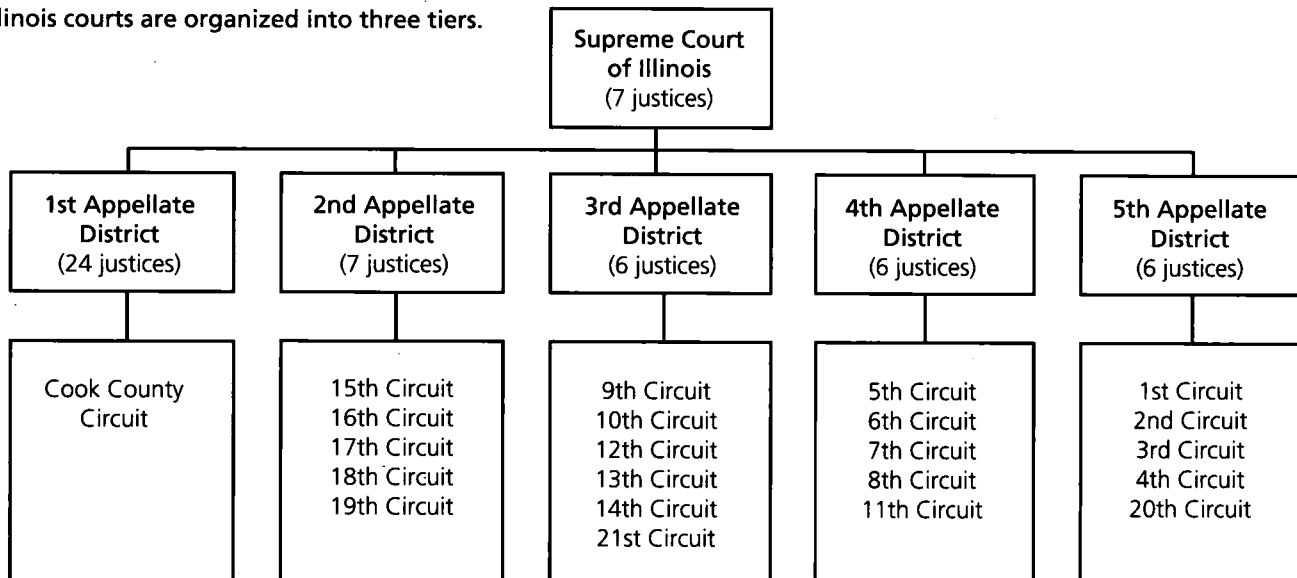 linois courts are organized into three tiers.
Supreme Court
of Illinois
(7 justices)
1st Appellate
District
(24 justices)
2nd Appellate
District
(7 justices)
3rd Appellate
District
(6 justices)
4th Appellate
District
(6 justices)
5th Appellate
District
(6 justices)
Cook County
Circuit
15th Circuit
16th Circuit
17th Circuit
18th Circuit
19th Circuit
9th Circuit
10th Circuit
12th Circuit
13th Circuit
14th Circuit
21st Circuit
5th Circuit
6th Circuit
7th Circuit
8th Circuit
11th Circuit
1st Circuit
2nd Circuit
3rd Circuit
4th Circuit
20th Circuit